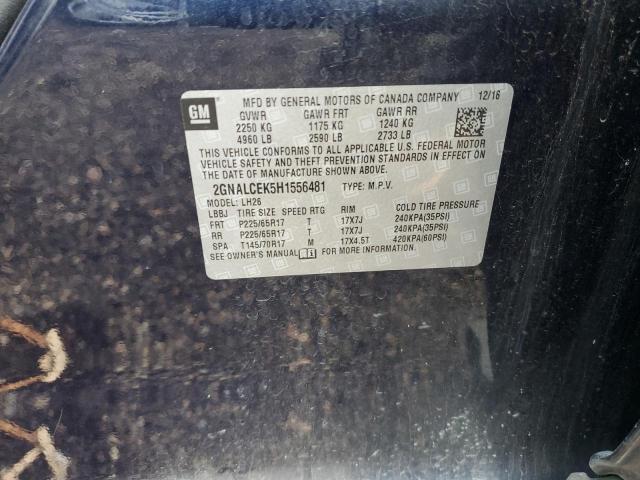 GM
MFD BY GENERAL MOTORS OF CANADA COMPANY 12/16
GVWR GAWR FRT GAWR RR
2250 KG 1175 KG 1240 KG
4960 LB 2590 LB 2733 LB
THIS VEHICLE CONFORMS TO ALL APPLICABLE U.S. FEDERAL MOTOR
VEHICLE SAFETY AND THEFT PREVENTION STANDARDS IN EFFECT ON
THE DATE OF MANUFACTURE SHOWN ABOVE.
2GNALCEK5H1556481 TYPE: M.P.V.
MODEL: LH26
LBBJ TIRE SIZE SPEED RTG RIM COLD TIRE PRESSURE
FRT P225/65R17 T 17X7J 240KPA(35PSI)
RR P225/65R17 T 17X7J 240KPA(35PSI)
SPA T145/70R17 M 17X4.5T 420KPA(60PSI)
SEE OWNER'S MANUAL FOR MORE INFORMATION.